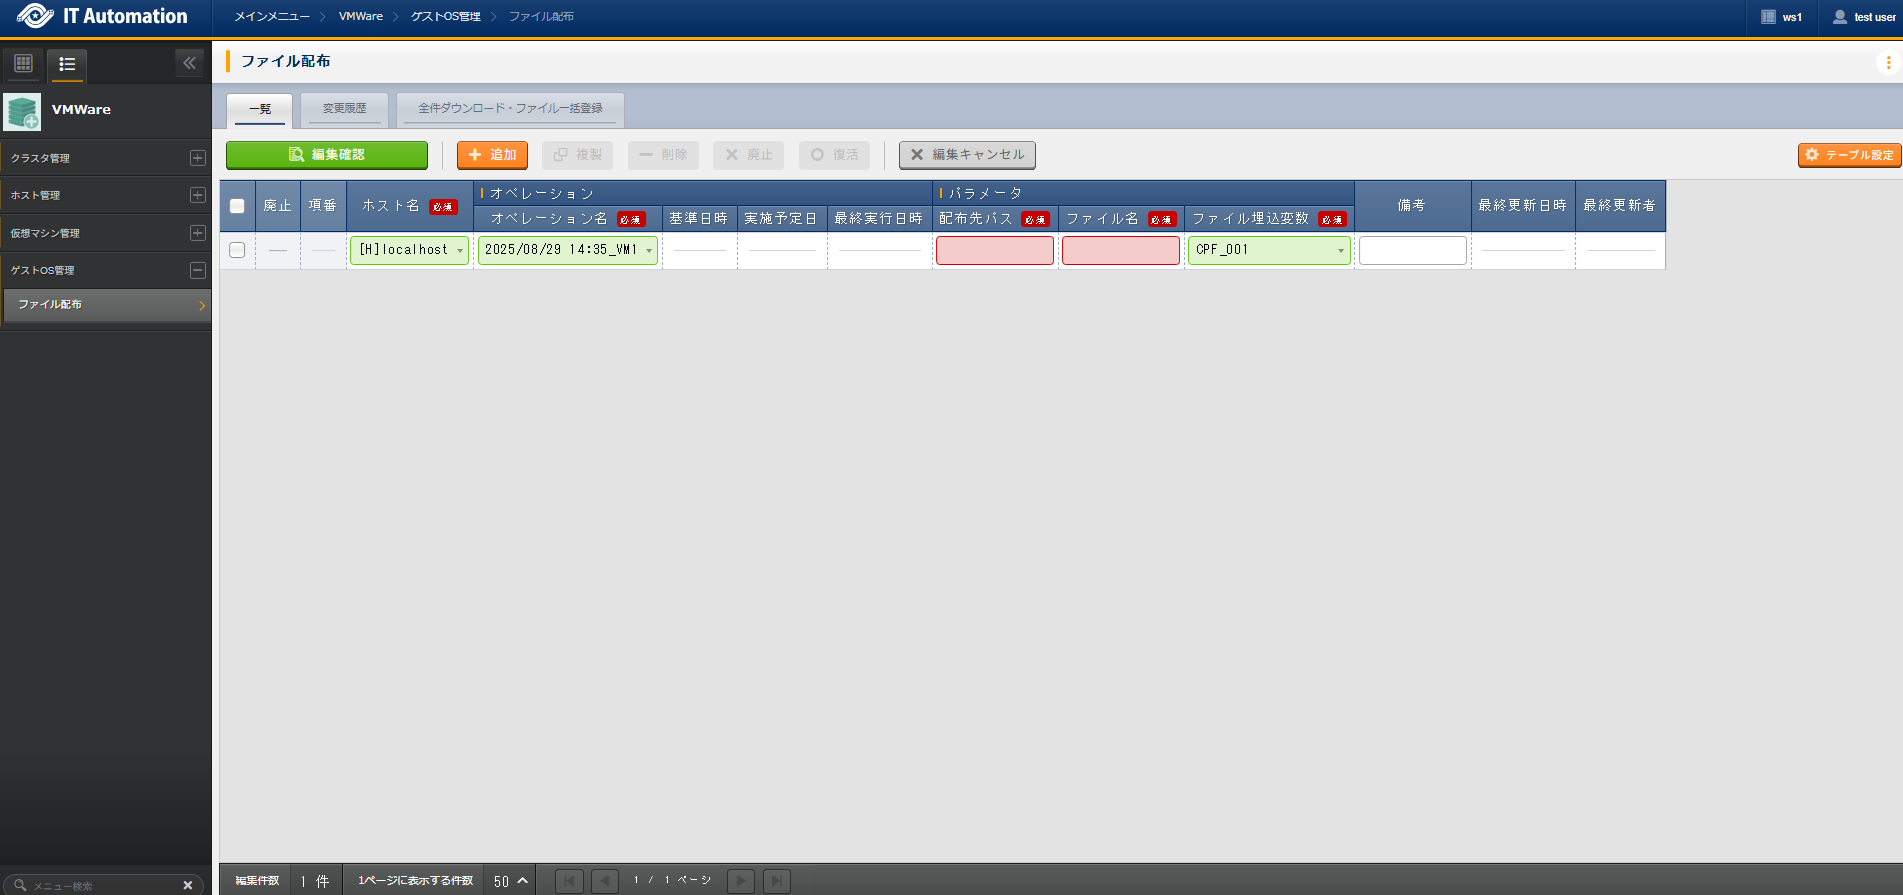 IT Automation
メインメニュー
VMWare
ゲストOS管理
ファイル配布
ws1
test user
VMWare
クラスタ管理
ホスト管理
仮想マシン管理
ゲストOS管理
ファイル配布
メニュー検索
ファイル配布
一覧
変更履歴
全件ダウンロード・ファイル一括登録
編集確認
追加
複製
削除
廃止
復活
編集キャンセル
テーブル設定
廃止
項番
ホスト名 必須
オペレーション
オペレーション名 必須
基準日時
実施予定日
最終実行日時
パラメータ
配布先パス 必須
ファイル名 必須
ファイル埋込変数 必須
備考
最終更新日時
最終更新者
[H]localhost
2025/08/29 14:35_VM1
CPF_001
編集件数
1 件
1ページに表示する件数
50
1 / 1 ページ